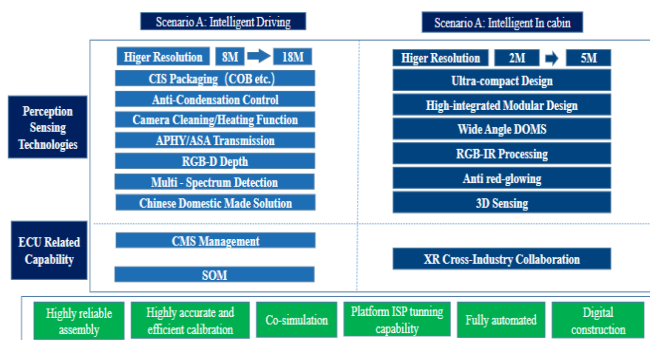 Scenario A: Intelligent Driving
Scenario A: Intelligent In cabin
Higer Resolution 8M 18M
CIS Packaging（COB etc.）
Anti-Condensation Control
Camera Cleaning/Heating Function
APHY/ASA Transmission
RGB-D Depth
Multi - Spectrum Detection
Chinese Domestic Made Solution
Higer Resolution 2M 5M
Ultra-compact Design
High-integrated Modular Design
Wide Angle DOMS
RGB-IR Processing
Anti red-glowing
3D Sensing
Perception
Sensing
Technologies
ECU Related
Capability
CMS Management
SOM
XR Cross-Industry Collaboration
Highly reliable
assembly
Highly accurate and
efficient calibration
Co-simulation
Platform ISP tunning
capability
Fully automated
Digital
construction